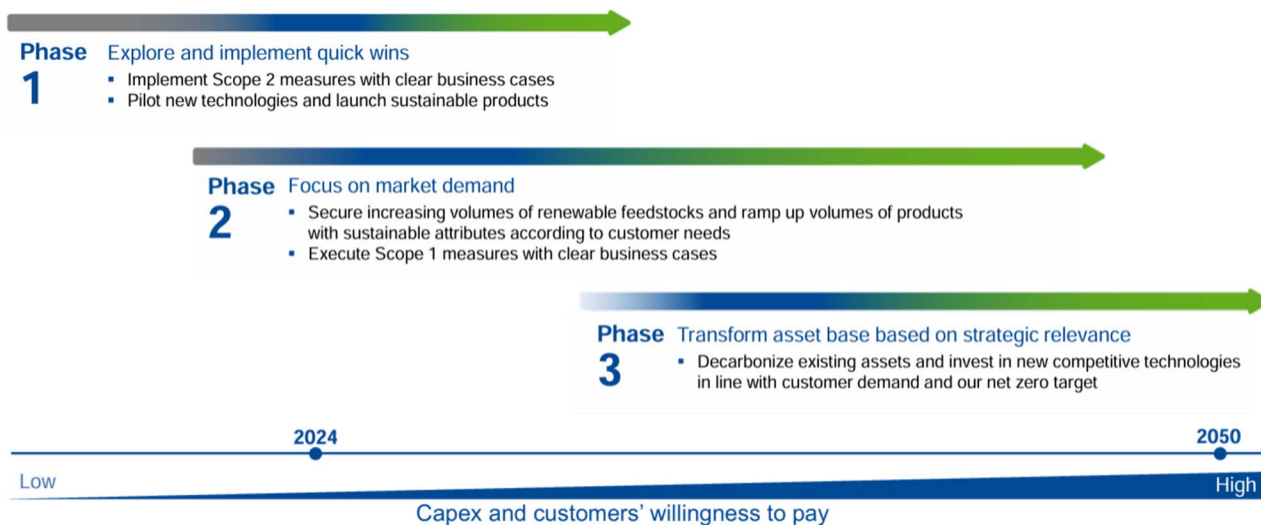 Phase Explore and implement quick wins
1
▪ Implement Scope 2 measures with clear business cases
▪ Pilot new technologies and launch sustainable products
Phase Focus on market demand
2
▪ Secure increasing volumes of renewable feedstocks and ramp up volumes of products
with sustainable attributes according to customer needs
▪ Execute Scope 1 measures with clear business cases
Phase Transform asset base based on strategic relevance
3
▪ Decarbonize existing assets and invest in new competitive technologies
in line with customer demand and our net zero target
2024 2050
Low High
Capex and customers' willingness to pay